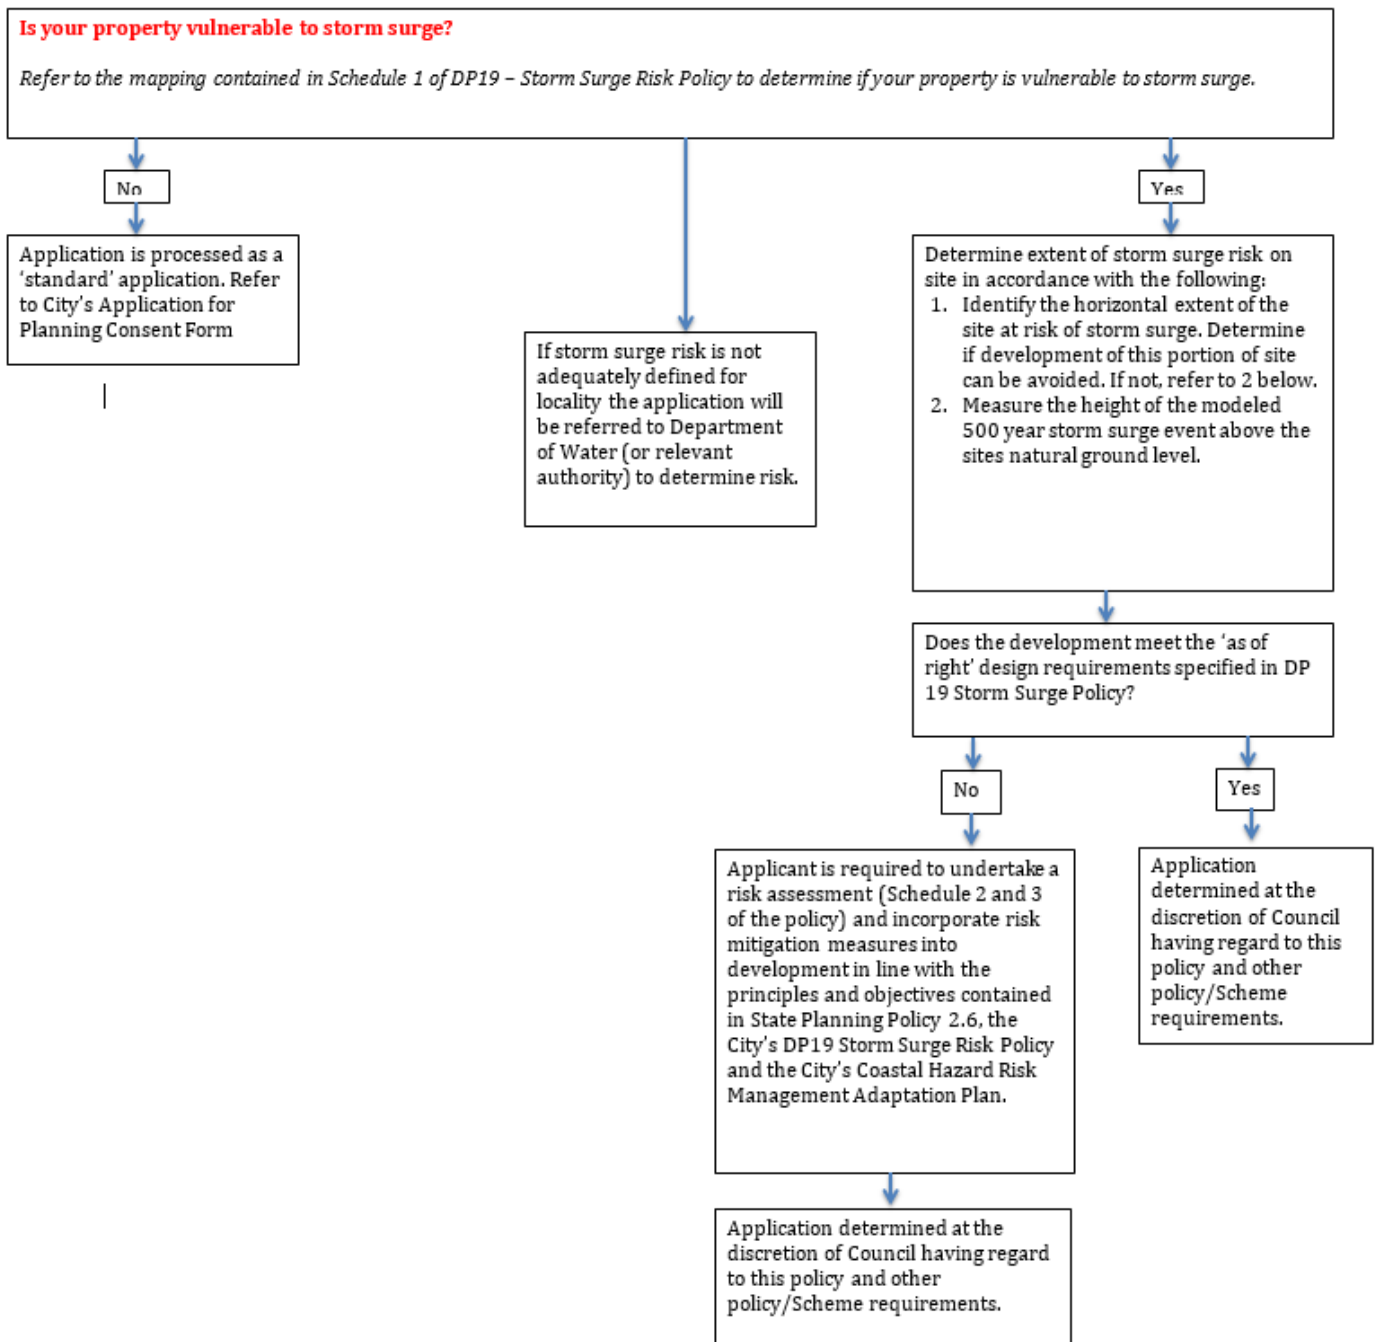 Is your property vulnerable to storm surge?
Refer to the mapping contained in Schedule 1 of DP19 – Storm Surge Risk Policy to determine if your property is vulnerable to storm surge.
No
Yes
Application is processed as a
‘standard’ application. Refer
to City’s Application for
Planning Consent Form
If storm surge risk is not
adequately defined for
locality the application will
be referred to Department
of Water (or relevant
authority) to determine risk.
Determine extent of storm surge risk on
site in accordance with the following:
1. Identify the horizontal extent of the
site at risk of storm surge. Determine
if development of this portion of site
can be avoided. If not, refer to 2 below.
2. Measure the height of the modeled
500 year storm surge event above the
sites natural ground level.
Does the development meet the ‘as of
right’ design requirements specified in DP
19 Storm Surge Policy?
No
Yes
Applicant is required to undertake a
risk assessment (Schedule 2 and 3
of the policy) and incorporate risk
mitigation measures into
development in line with the
principles and objectives contained
in State Planning Policy 2.6, the
City’s DP19 Storm Surge Risk Policy
and the City’s Coastal Hazard Risk
Management Adaptation Plan.
Application
determined at the
discretion of Council
having regard to this
policy and other
policy/Scheme
requirements.
Application determined at the
discretion of Council having regard
to this policy and other
policy/Scheme requirements.